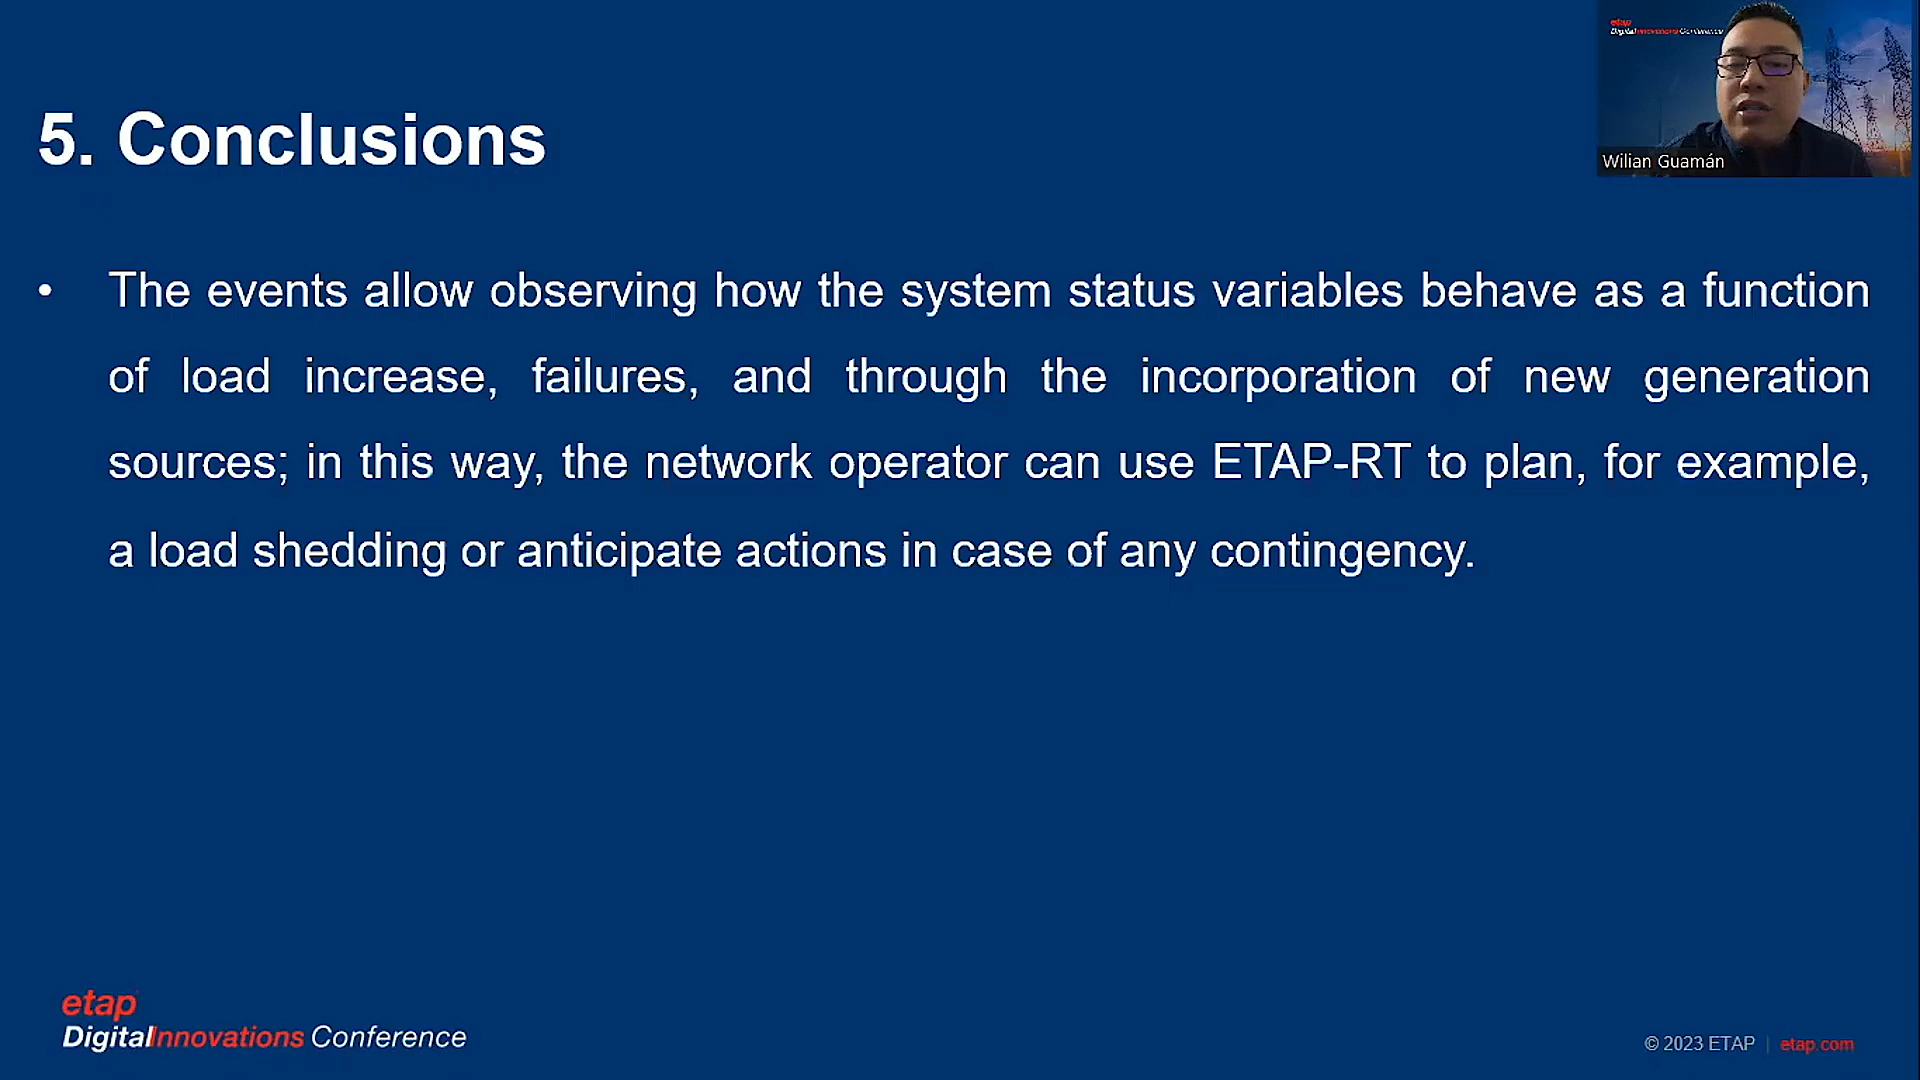 etap
DigitalInnovations Conference
Wilian Guamán
5. Conclusions
• The events allow observing how the system status variables behave as a function
of load increase, failures, and through the incorporation of new generation
sources; in this way, the network operator can use ETAP-RT to plan, for example,
a load shedding or anticipate actions in case of any contingency.
etap
DigitalInnovations Conference
© 2023 ETAP | etap.com